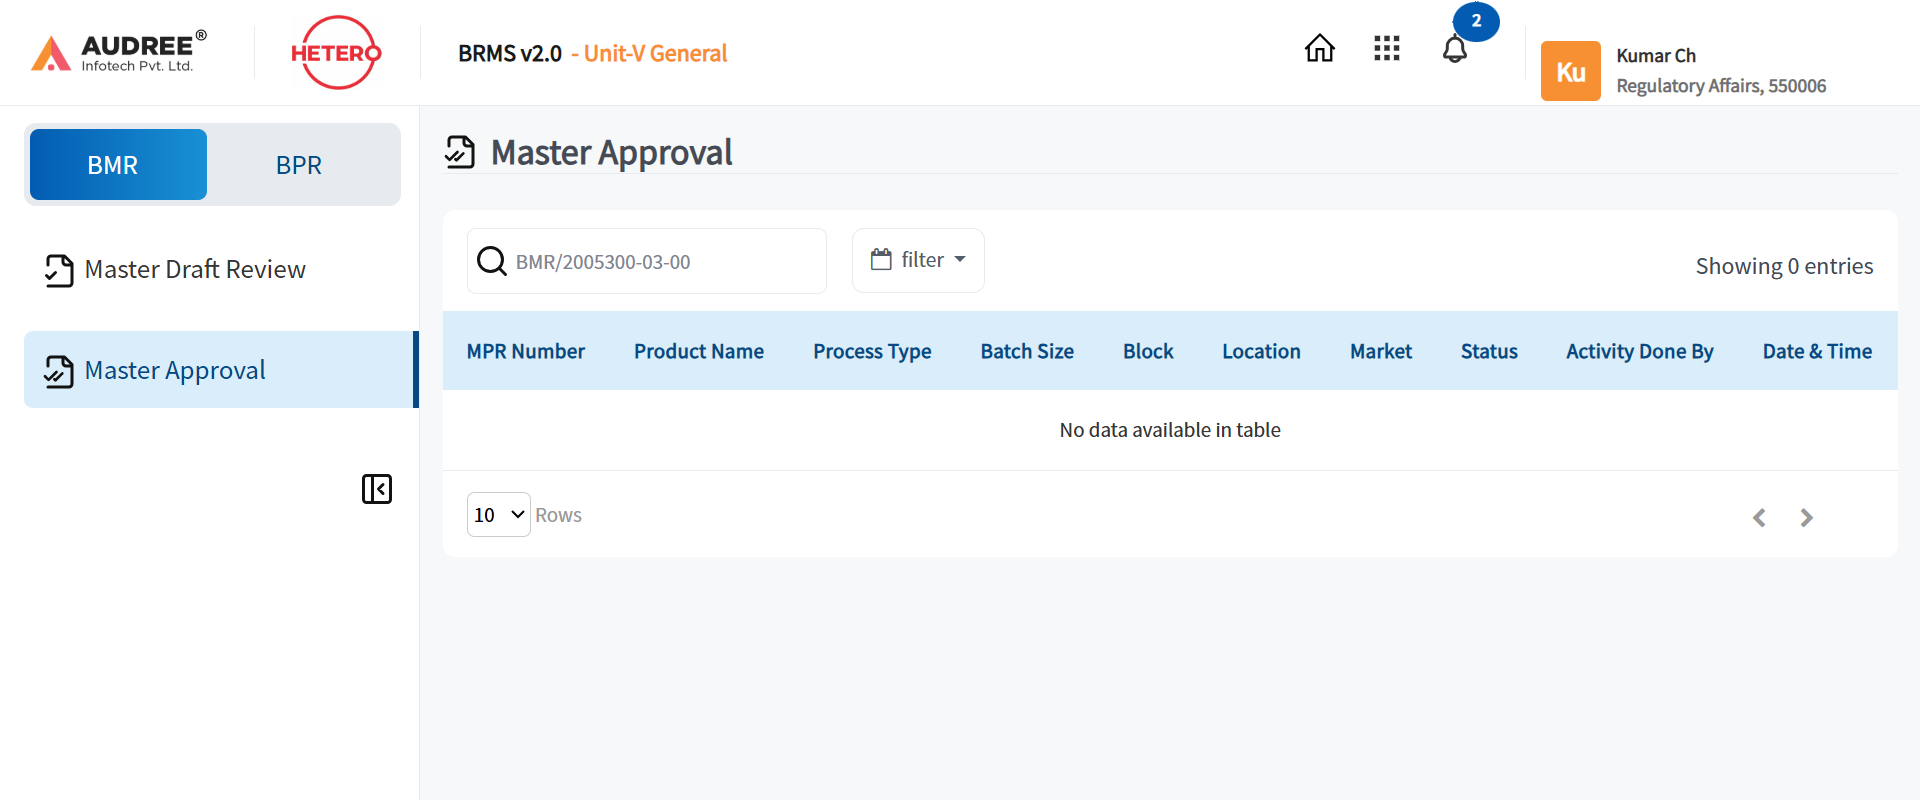 AUDREE®
Infotech Pvt. Ltd.
HETERO
BRMS v2.0 - Unit-V General
2
Ku
Kumar Ch
Regulatory Affairs, 550006
BMR
BPR
Master Draft Review
Master Approval
Master Approval
BMR/2005300-03-00
filter
Showing 0 entries
MPR Number Product Name Process Type Batch Size Block Location Market Status Activity Done By Date & Time
No data available in table
10 Rows